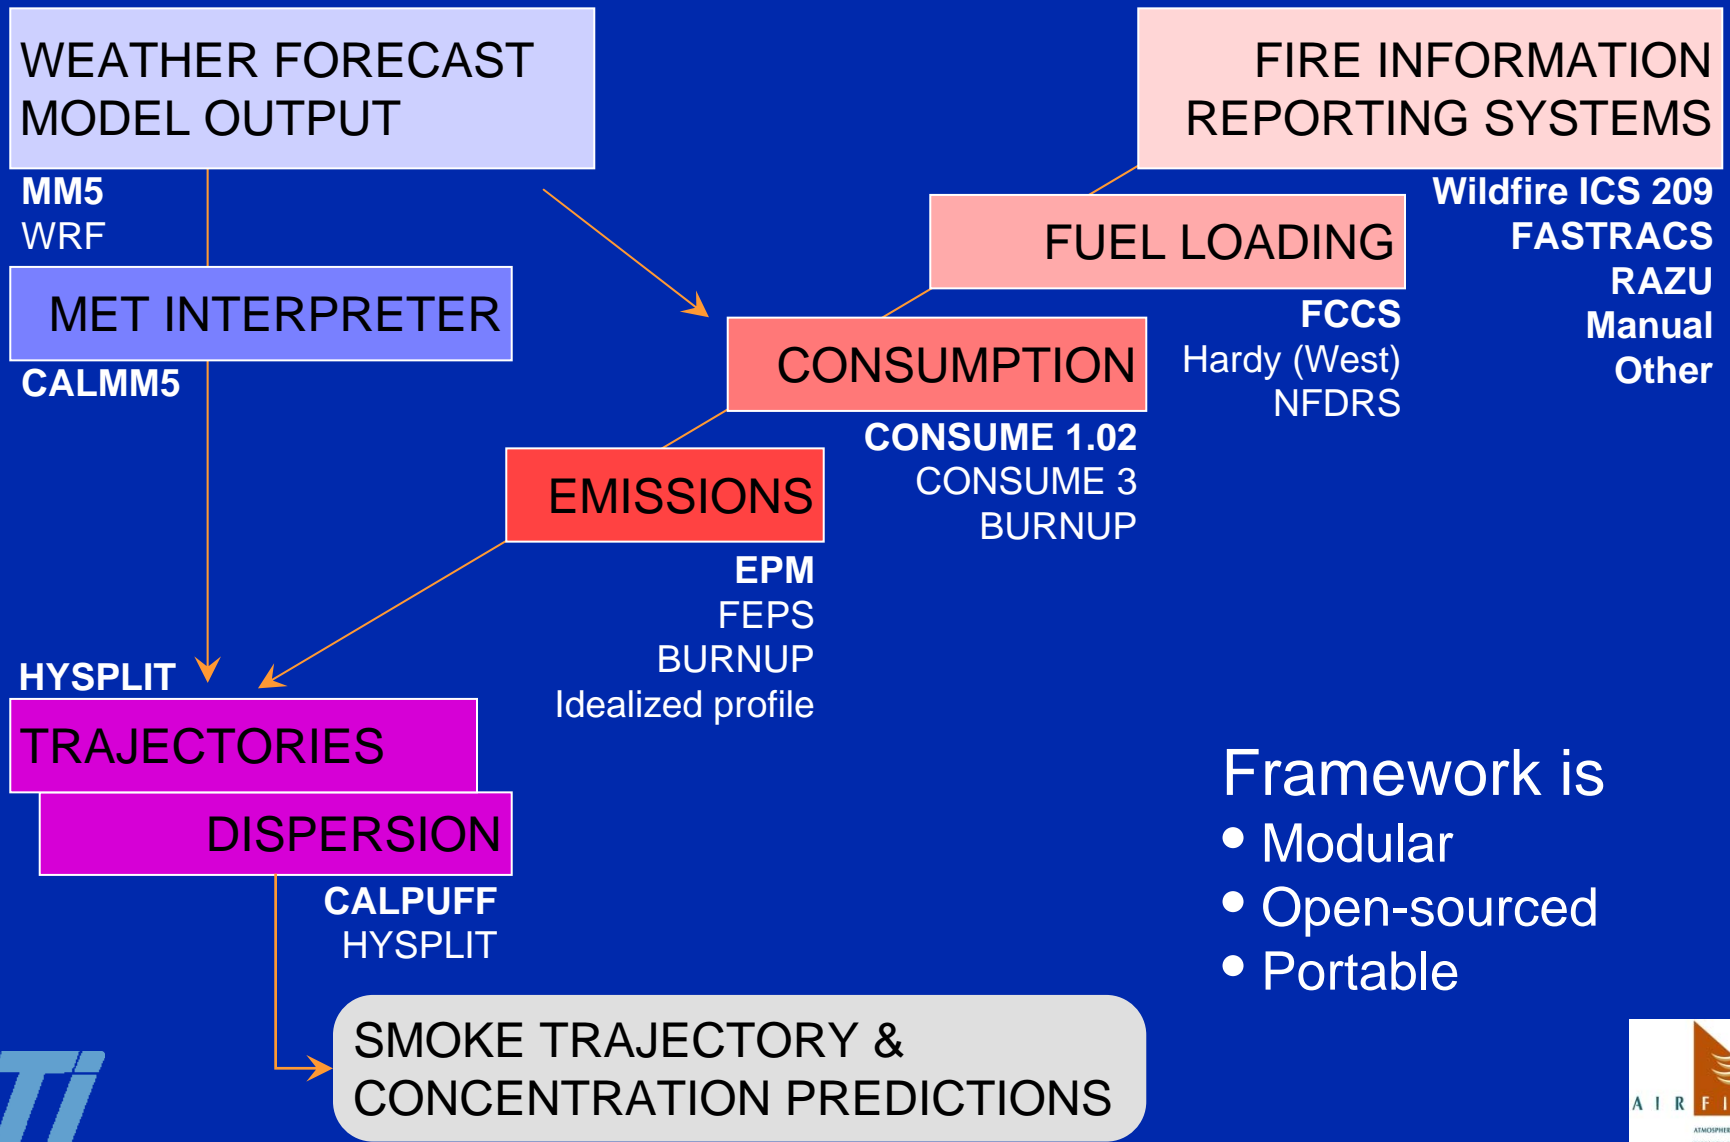 WEATHER FORECAST
MODEL OUTPUT
MM5
WRF
MET INTERPRETER
CALMM5
FIRE INFORMATION
REPORTING SYSTEMS
Wildfire ICS 209
FASTRACS
RAZU
Manual
Other
FUEL LOADING
FCCS
Hardy (West)
NFDRS
CONSUMPTION
CONSUME 1.02
CONSUME 3
BURNUP
EMISSIONS
EPM
FEPS
BURNUP
Idealized profile
HYSPLIT
TRAJECTORIES
DISPERSION
CALPUFF
HYSPLIT
SMOKE TRAJECTORY &
CONCENTRATION PREDICTIONS
Framework is
• Modular
• Open-sourced
• Portable
Ti
A I R F I
ATMOSPHER